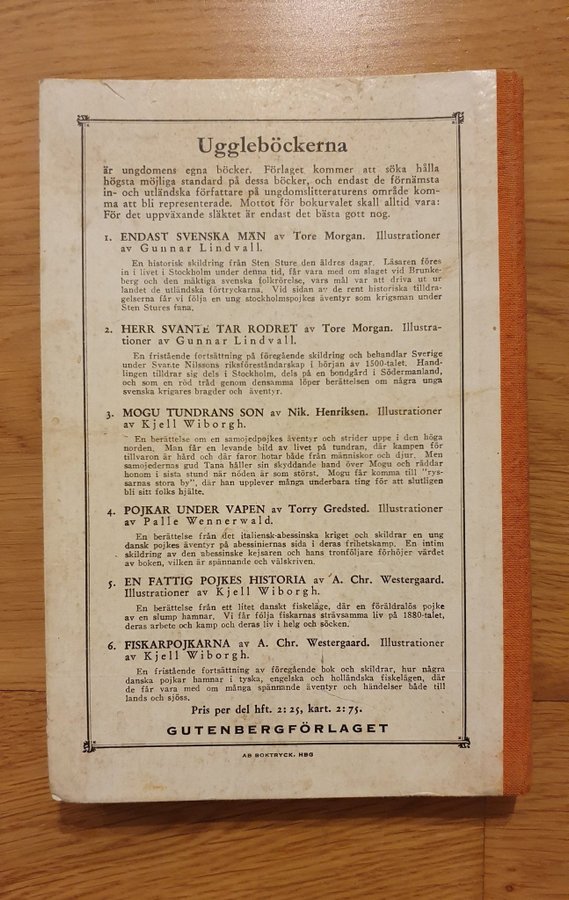 Uggleböckerna
är ungdomens egna böcker. Förlaget kommer att söka hålla
högsta möjliga standard på dessa böcker, och endast de förnämsta
in- och utländska författare på ungdomslitteraturens område kom-
ma att bli representerade. Mottot för bokurvalet skall alltid vara:
För det uppväxande släktet är endast det bästa gott nog.
1. ENDAST SVENSKA MÄN av Tore Morgan. Illustrationer
av Gunnar Lindvall.
En historisk skildring från Sten Sture den äldres dagar. Läsaren föres
in i livet i Stockholm under denna tid, får vara med om slaget vid Brunke-
berg och den mäktiga svenska folkrörelse, vars mål var att driva ut ur
landet de utländska förtryckarna. Vid sidan av de rent historiska tilldra-
gelserna får vi följa en ung stockholmspojkes äventyr som krigsman under
Sten Stures fana.
2. HERR SVANTE TAR RODRET av Tore Morgan. Illustra-
tioner av Gunnar Lindvall.
En fristående fortsättning på föregående skildring och behandlar Sverige
under Svante Nilssons riksföreståndarskap i början av 1500-talet. Hand-
lingen tilldrar sig dels i Stockholm, dels på en bondgård i Södermanland,
och som en röd tråd genom densamma löper berättelsen om några unga
svenska krigares bragder och äventyr.
3. MOGU TUNDRANS SON av Nik. Henriksen. Illustrationer
av Kjell Wiborgh.
En berättelse om en samojedpojkes äventyr och strider uppe i den höga
norden. Man får en levande bild av livet på tundran, där kampen för
tillvaron är hård och där faror hotar både från människor och djur. Men
samojedernas gud Tana håller sin skyddande hand över Mogu och räddar
honom i sista stund när nöden är som störst. Mogu får komma till "rys-
sarnas stora by", där han upplever många underbara ting för att slutligen
bli sitt folks hjälte.
4. POJKAR UNDER VAPEN av Torry Gredsted. Illustrationer
av Palle Wennerwald.
En berättelse från det italiensk-abessinska kriget och skildrar en ung
dansk pojkes äventyr på abessiniernas sida i deras frihetskamp. En intim
skildring av den abessinske kejsaren och hans tronföljare förhöjer värdet
av boken, vilken är spännande och välskriven.
5. EN FATTIG POJKES HISTORIA av A. Chr. Westergaard.
Illustrationer av Kjell Wiborgh.
En berättelse från ett litet danskt fiskeläge, där en föräldralös pojke
av en slump hamnar. Vi får följa fiskarnas strävsamma liv på 1880-talet,
deras arbete och kamp och deras liv i helg och söcken.
6. FISKARPOJKARNA av A. Chr. Westergaard. Illustrationer
av Kjell Wiborgh.
En fristående fortsättning av föregående bok och skildrar, hur några
danska pojkar hamnar i tyska, engelska och holländska fiskelägen, där
de får vara med om många spännande äventyr och händelser både till
lands och sjöss.
Pris per del hft. 2:25, kart. 2:75.
GUTENBERGFÖRLAGET
AB BOKTRYCK, HBG